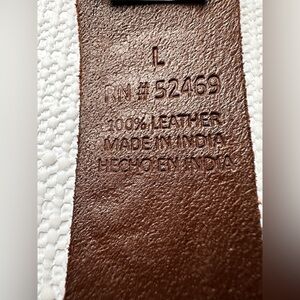 L
RN # 52469
100% LEATHER
MADE IN INDIA
HECHO EN INDIA